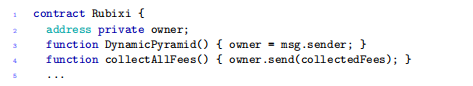 1 contract Rubixi {
2 address private owner;
3 function DynamicPyramid() { owner = msg.sender; }
4 function collectAllFees() { owner.send(collectedFees); }
5 ...